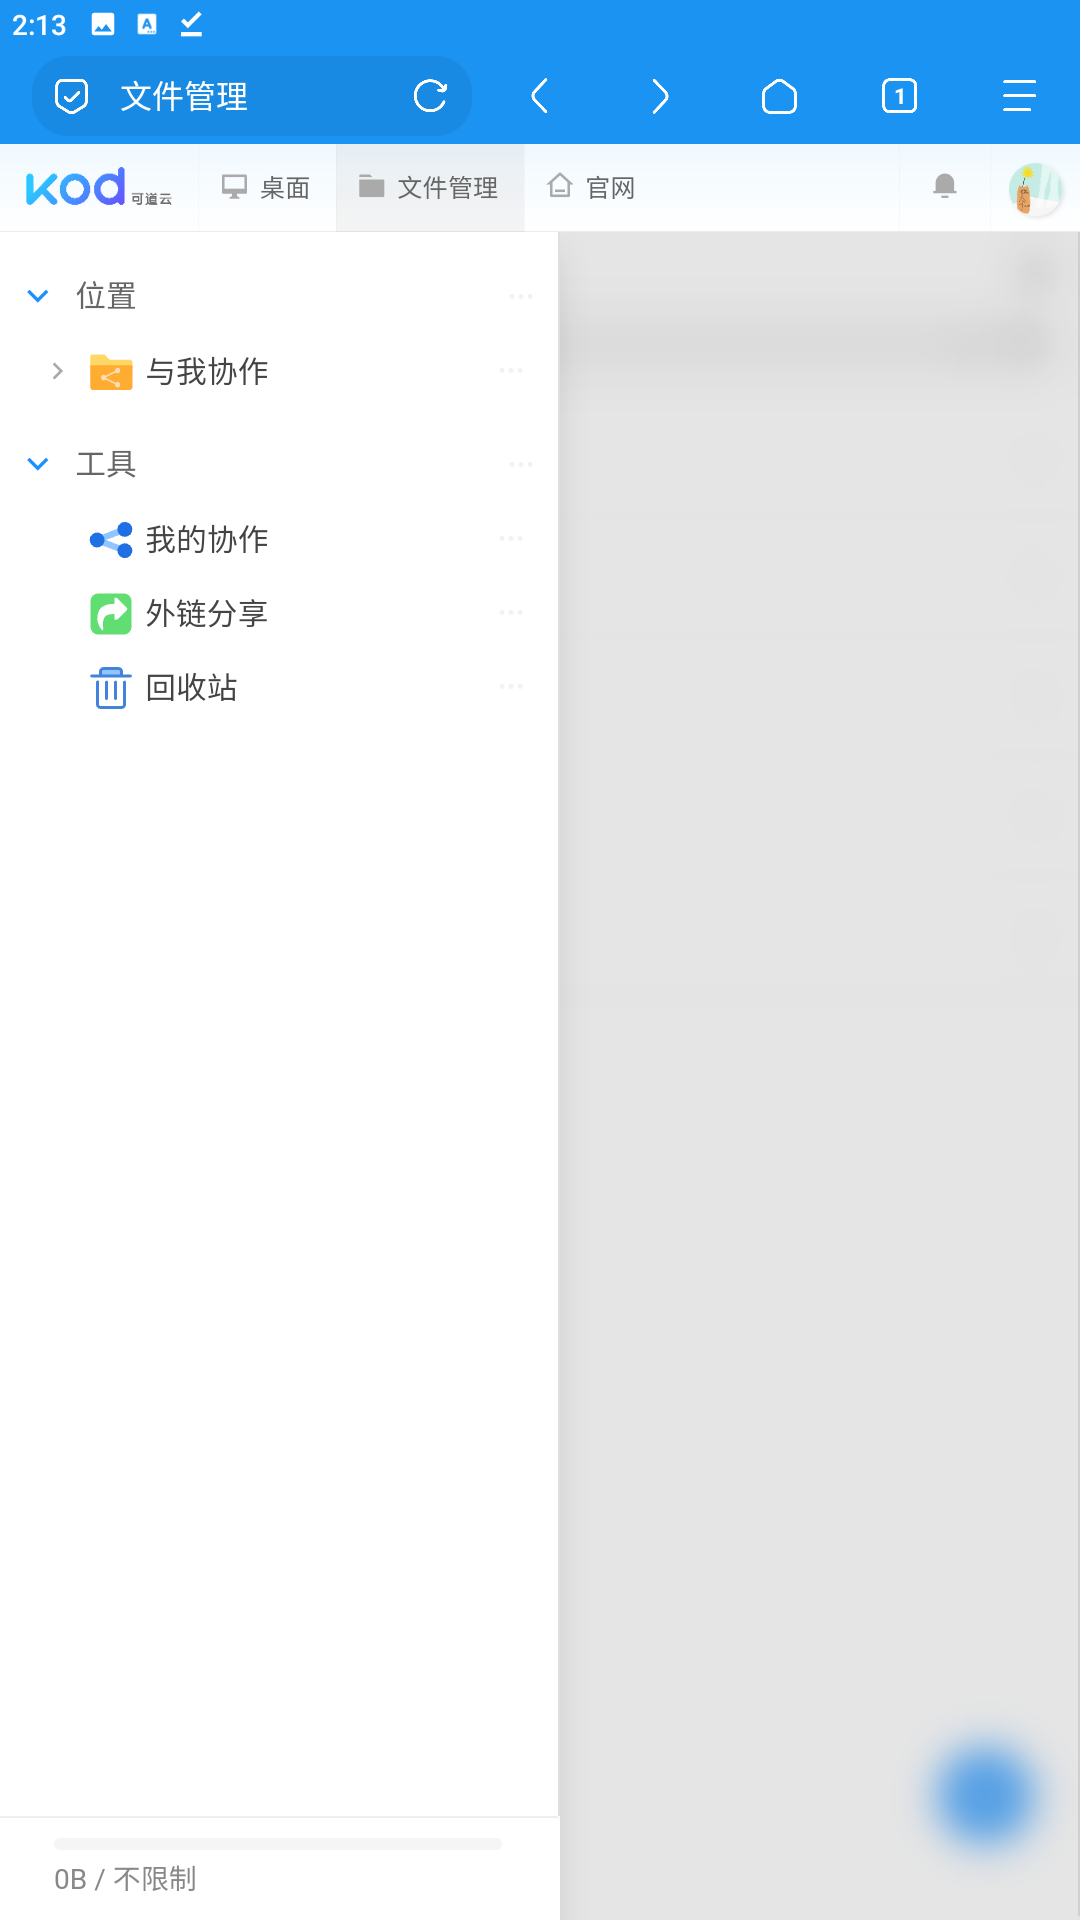 2:13
文件管理
1
kod 可道云
桌面
文件管理
官网
位置
与我协作
工具
我的协作
外链分享
回收站
0B / 不限制